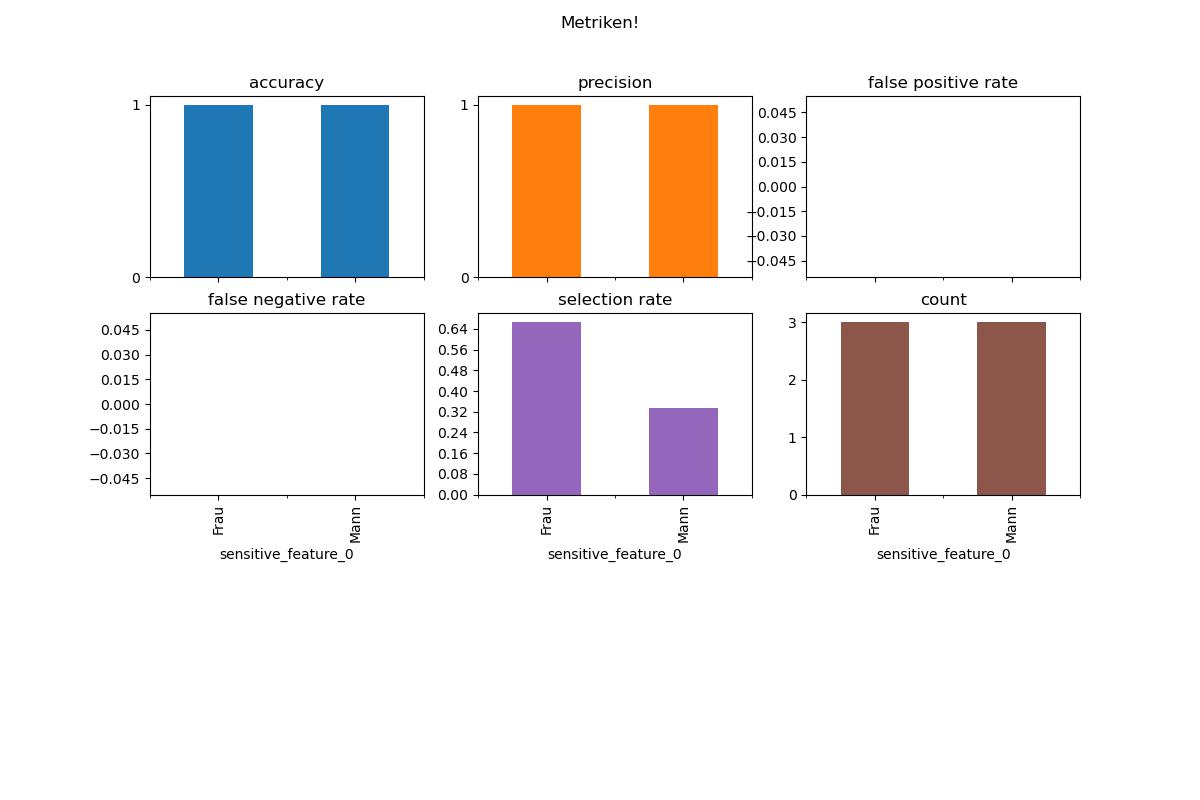 Metriken!
accuracy
1
0
precision
1
0
false positive rate
0.045
0.030
0.015
0.000
−0.015
−0.030
−0.045
false negative rate
0.045
0.030
0.015
0.000
−0.015
−0.030
−0.045
Frau
Mann
sensitive_feature_0
selection rate
0.64
0.56
0.48
0.40
0.32
0.24
0.16
0.08
0.00
Frau
Mann
sensitive_feature_0
count
3
2
1
0
Frau
Mann
sensitive_feature_0